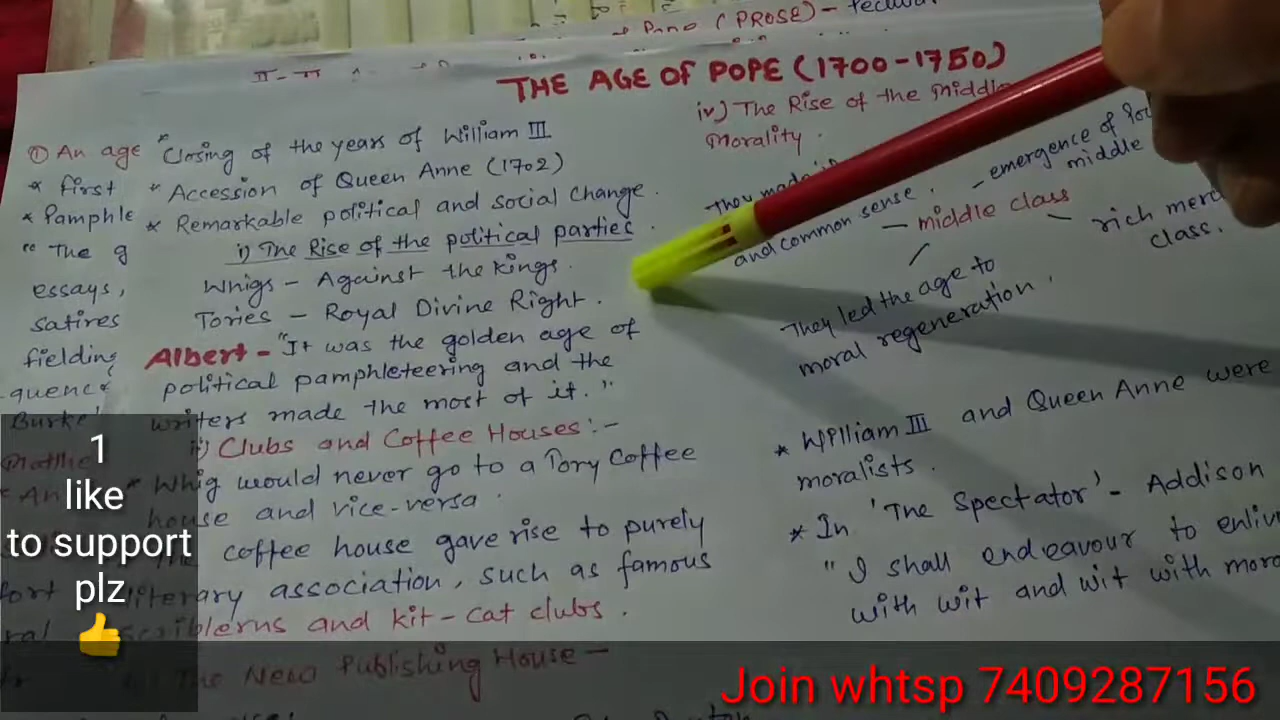 (PROSE) -
THE AGE OF POPE (1700-1750)
① An age
* first
* Pamphle
" The g
essays,
satires
fielding
quence
Burke'
* Closing of the years of William III
* Accession of Queen Anne (1702)
* Remarkable political and social change.
i) The Rise of the political parties.
Whigs - Against the kings.
Tories - Royal Divine Right.
Albert - "It was the golden age of
political pamphleteering and the
writers made the most of it."
ii) Clubs and Coffee Houses:-
* Whig would never go to a Tory Coffee
house and vice-versa.
coffee house gave rise to purely
literary association, such as famous
scriblerns and kit-cat clubs.
The New Publishing House -
iv) The Rise of the Middle
Morality.
They made
and common sense.
- middle class
- emergence of
middle
rich merc
class.
They led the age to
moral regeneration.
* William III and Queen Anne were
moralists.
* In 'The Spectator' - Addison
"I shall endeavour to enliv
with wit and wit with mora
1
like
to support
plz
👍
Join whtsp 7409287156